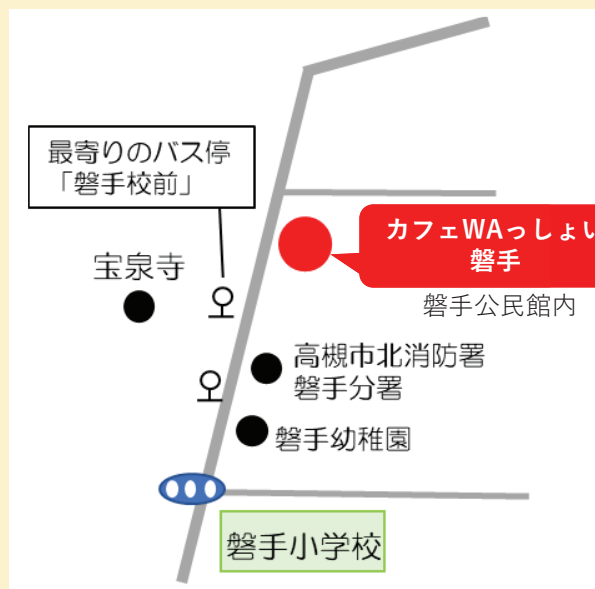 最寄りのバス停
「磐手校前」
カフェWAっしょい
磐手
磐手公民館内
宝泉寺
高槻市北消防署
磐手分署
磐手幼稚園
磐手小学校